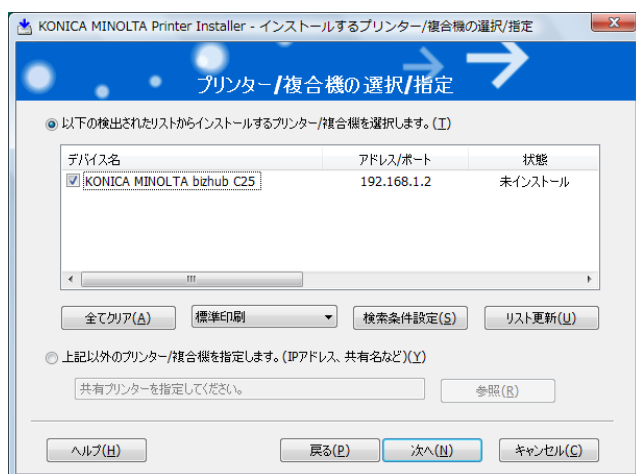 KONICA MINOLTA Printer Installer - インストールするプリンター/複合機の選択/指定
プリンター/複合機の選択/指定
以下の検出されたリストからインストールするプリンター/複合機を選択します。(T)
デバイス名 アドレス/ポート 状態
KONICA MINOLTA bizhub C25 192.168.1.2 未インストール
全てクリア(A) 標準印刷 検索条件設定(S) リスト更新(U)
上記以外のプリンター/複合機を指定します。(IPアドレス、共有名など)(Y)
共有プリンターを指定してください。 参照(R)
ヘルプ(H) 戻る(P) 次へ(N) キャンセル(C)